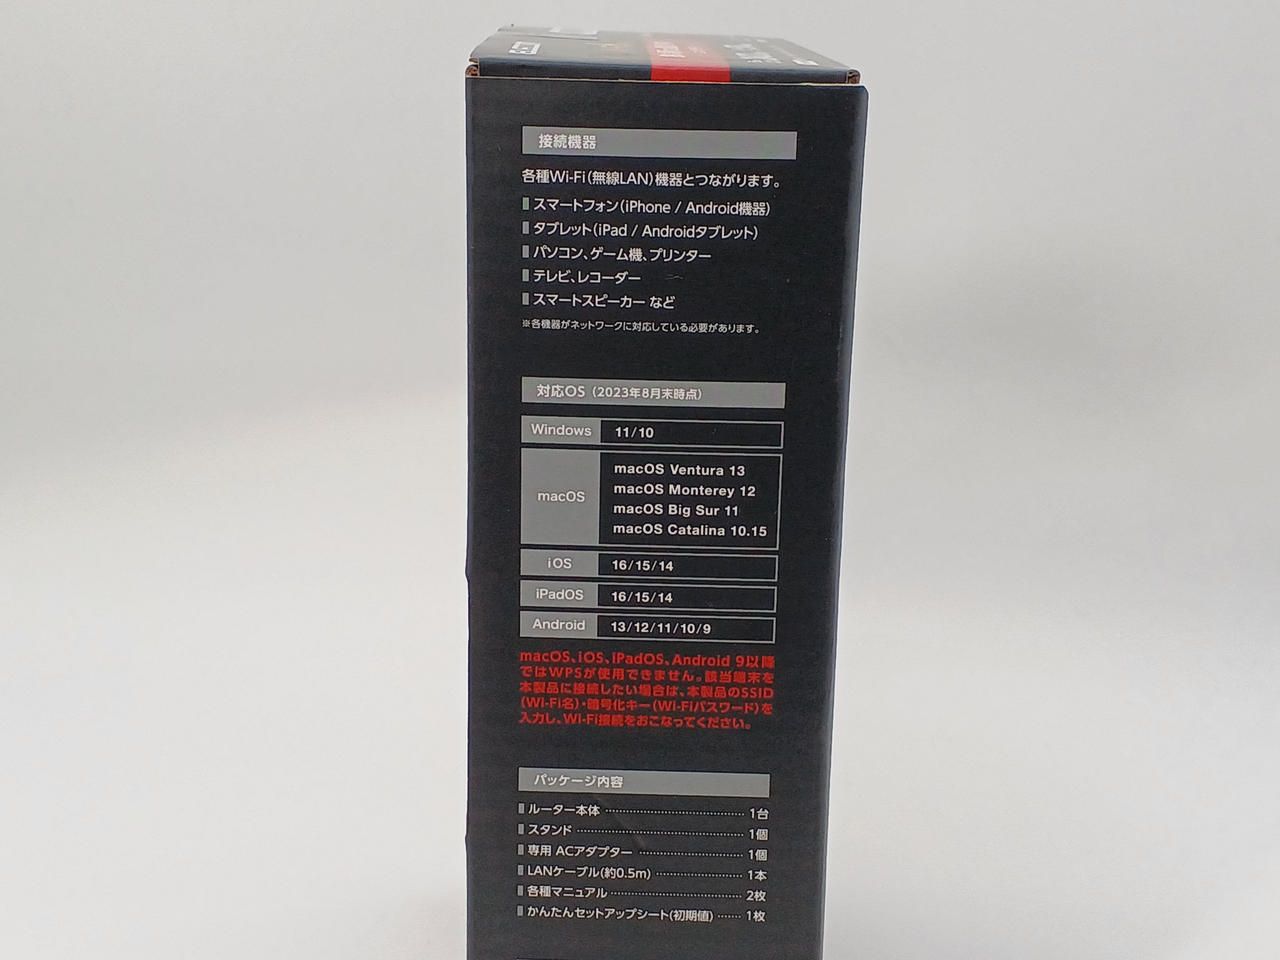 接続機器
各種Wi-Fi(無線LAN)機器とつながります。
スマートフォン(iPhone / Android機器)
タブレット(iPad / Androidタブレット)
パソコン、ゲーム機、プリンター
テレビ、レコーダー
スマートスピーカー など
※各機器がネットワークに対応している必要があります。
対応OS (2023年8月末時点)
Windows 11/10
macOS Ventura 13
macOS Monterey 12
macOS macOS Big Sur 11
macOS Catalina 10.15
iOS 16/15/14
iPadOS 16/15/14
Android 13/12/11/10/9
macOS、iOS、iPadOS、Android 9以降
ではWPSが使用できません。該当端末を
本製品に接続したい場合は、本製品のSSID
(Wi-Fi名)・暗号化キー(Wi-Fiパスワード)を
入力し、Wi-Fi接続をおこなってください。
パッケージ内容
ルーター本体 1台
スタンド 1個
専用 ACアダプター 1個
LANケーブル(約0.5m) 1本
各種マニュアル 2枚
かんたんセットアップシート(初期値) 1枚